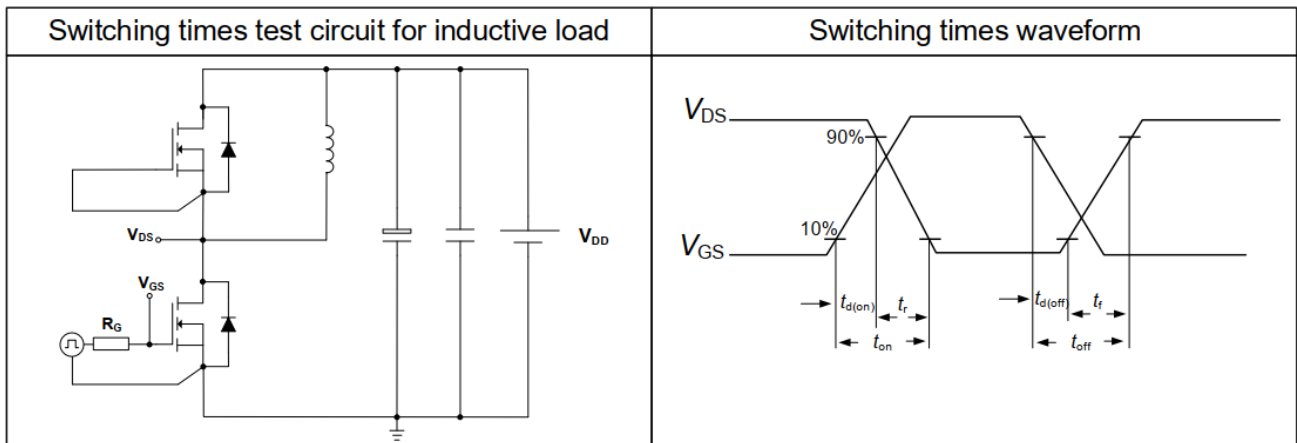 Switching times test circuit for inductive load
Switching times waveform
VDS
VGS
RG
VDD
VDS
90%
10%
VGS
td(on)
tr
ton
td(off)
tf
toff